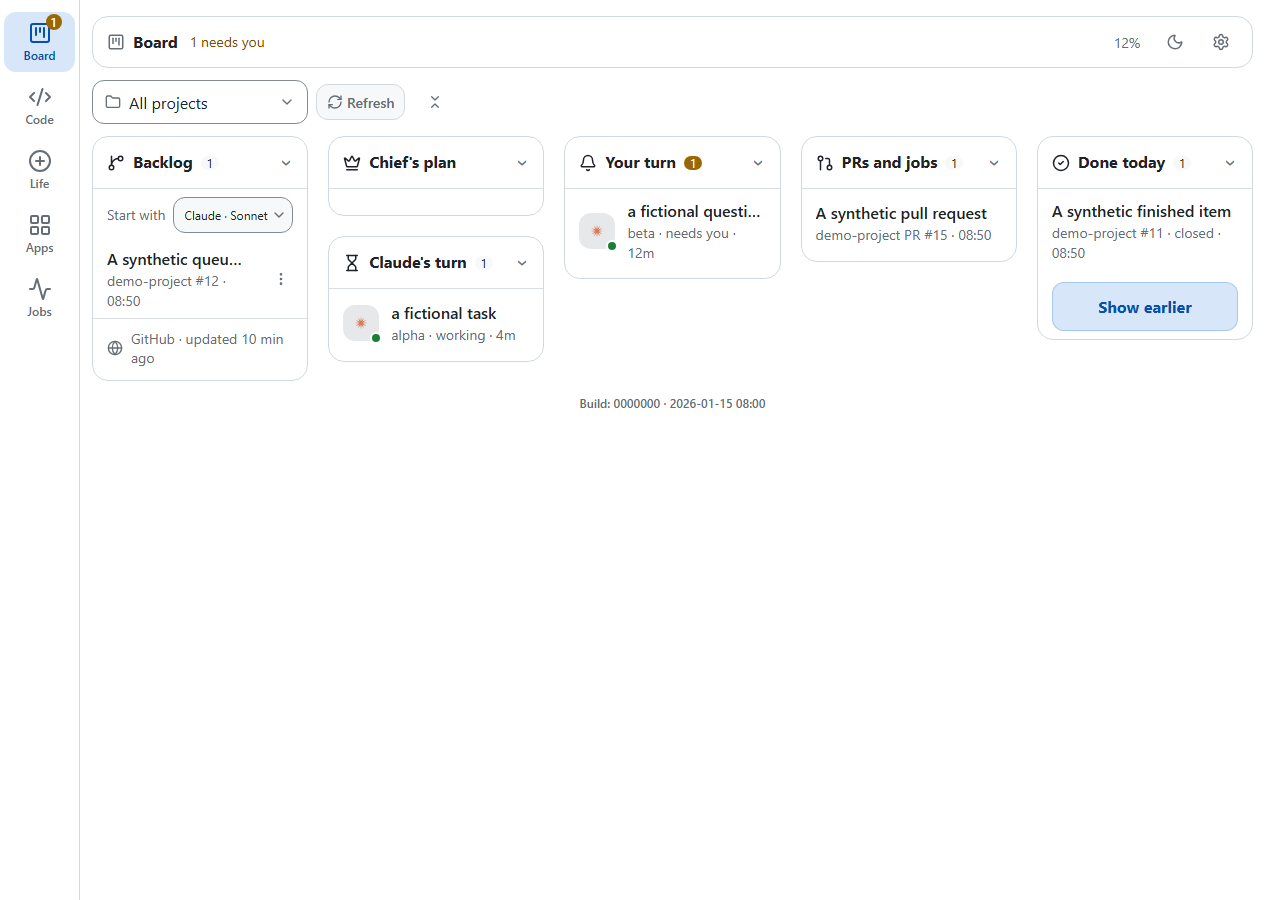 1
Board
Code
Life
Apps
Jobs
Board 1 needs you 12%
All projects Refresh
Backlog 1
Start with Claude · Sonnet
A synthetic queu...
demo-project #12 ·
08:50
GitHub · updated 10 min
ago
Chief's plan
Claude's turn 1
a fictional task
alpha · working · 4m
Your turn 1
a fictional questi...
beta · needs you ·
12m
PRs and jobs 1
A synthetic pull request
demo-project PR #15 · 08:50
Done today 1
A synthetic finished item
demo-project #11 · closed ·
08:50
Show earlier
Build: 0000000 · 2026-01-15 08:00